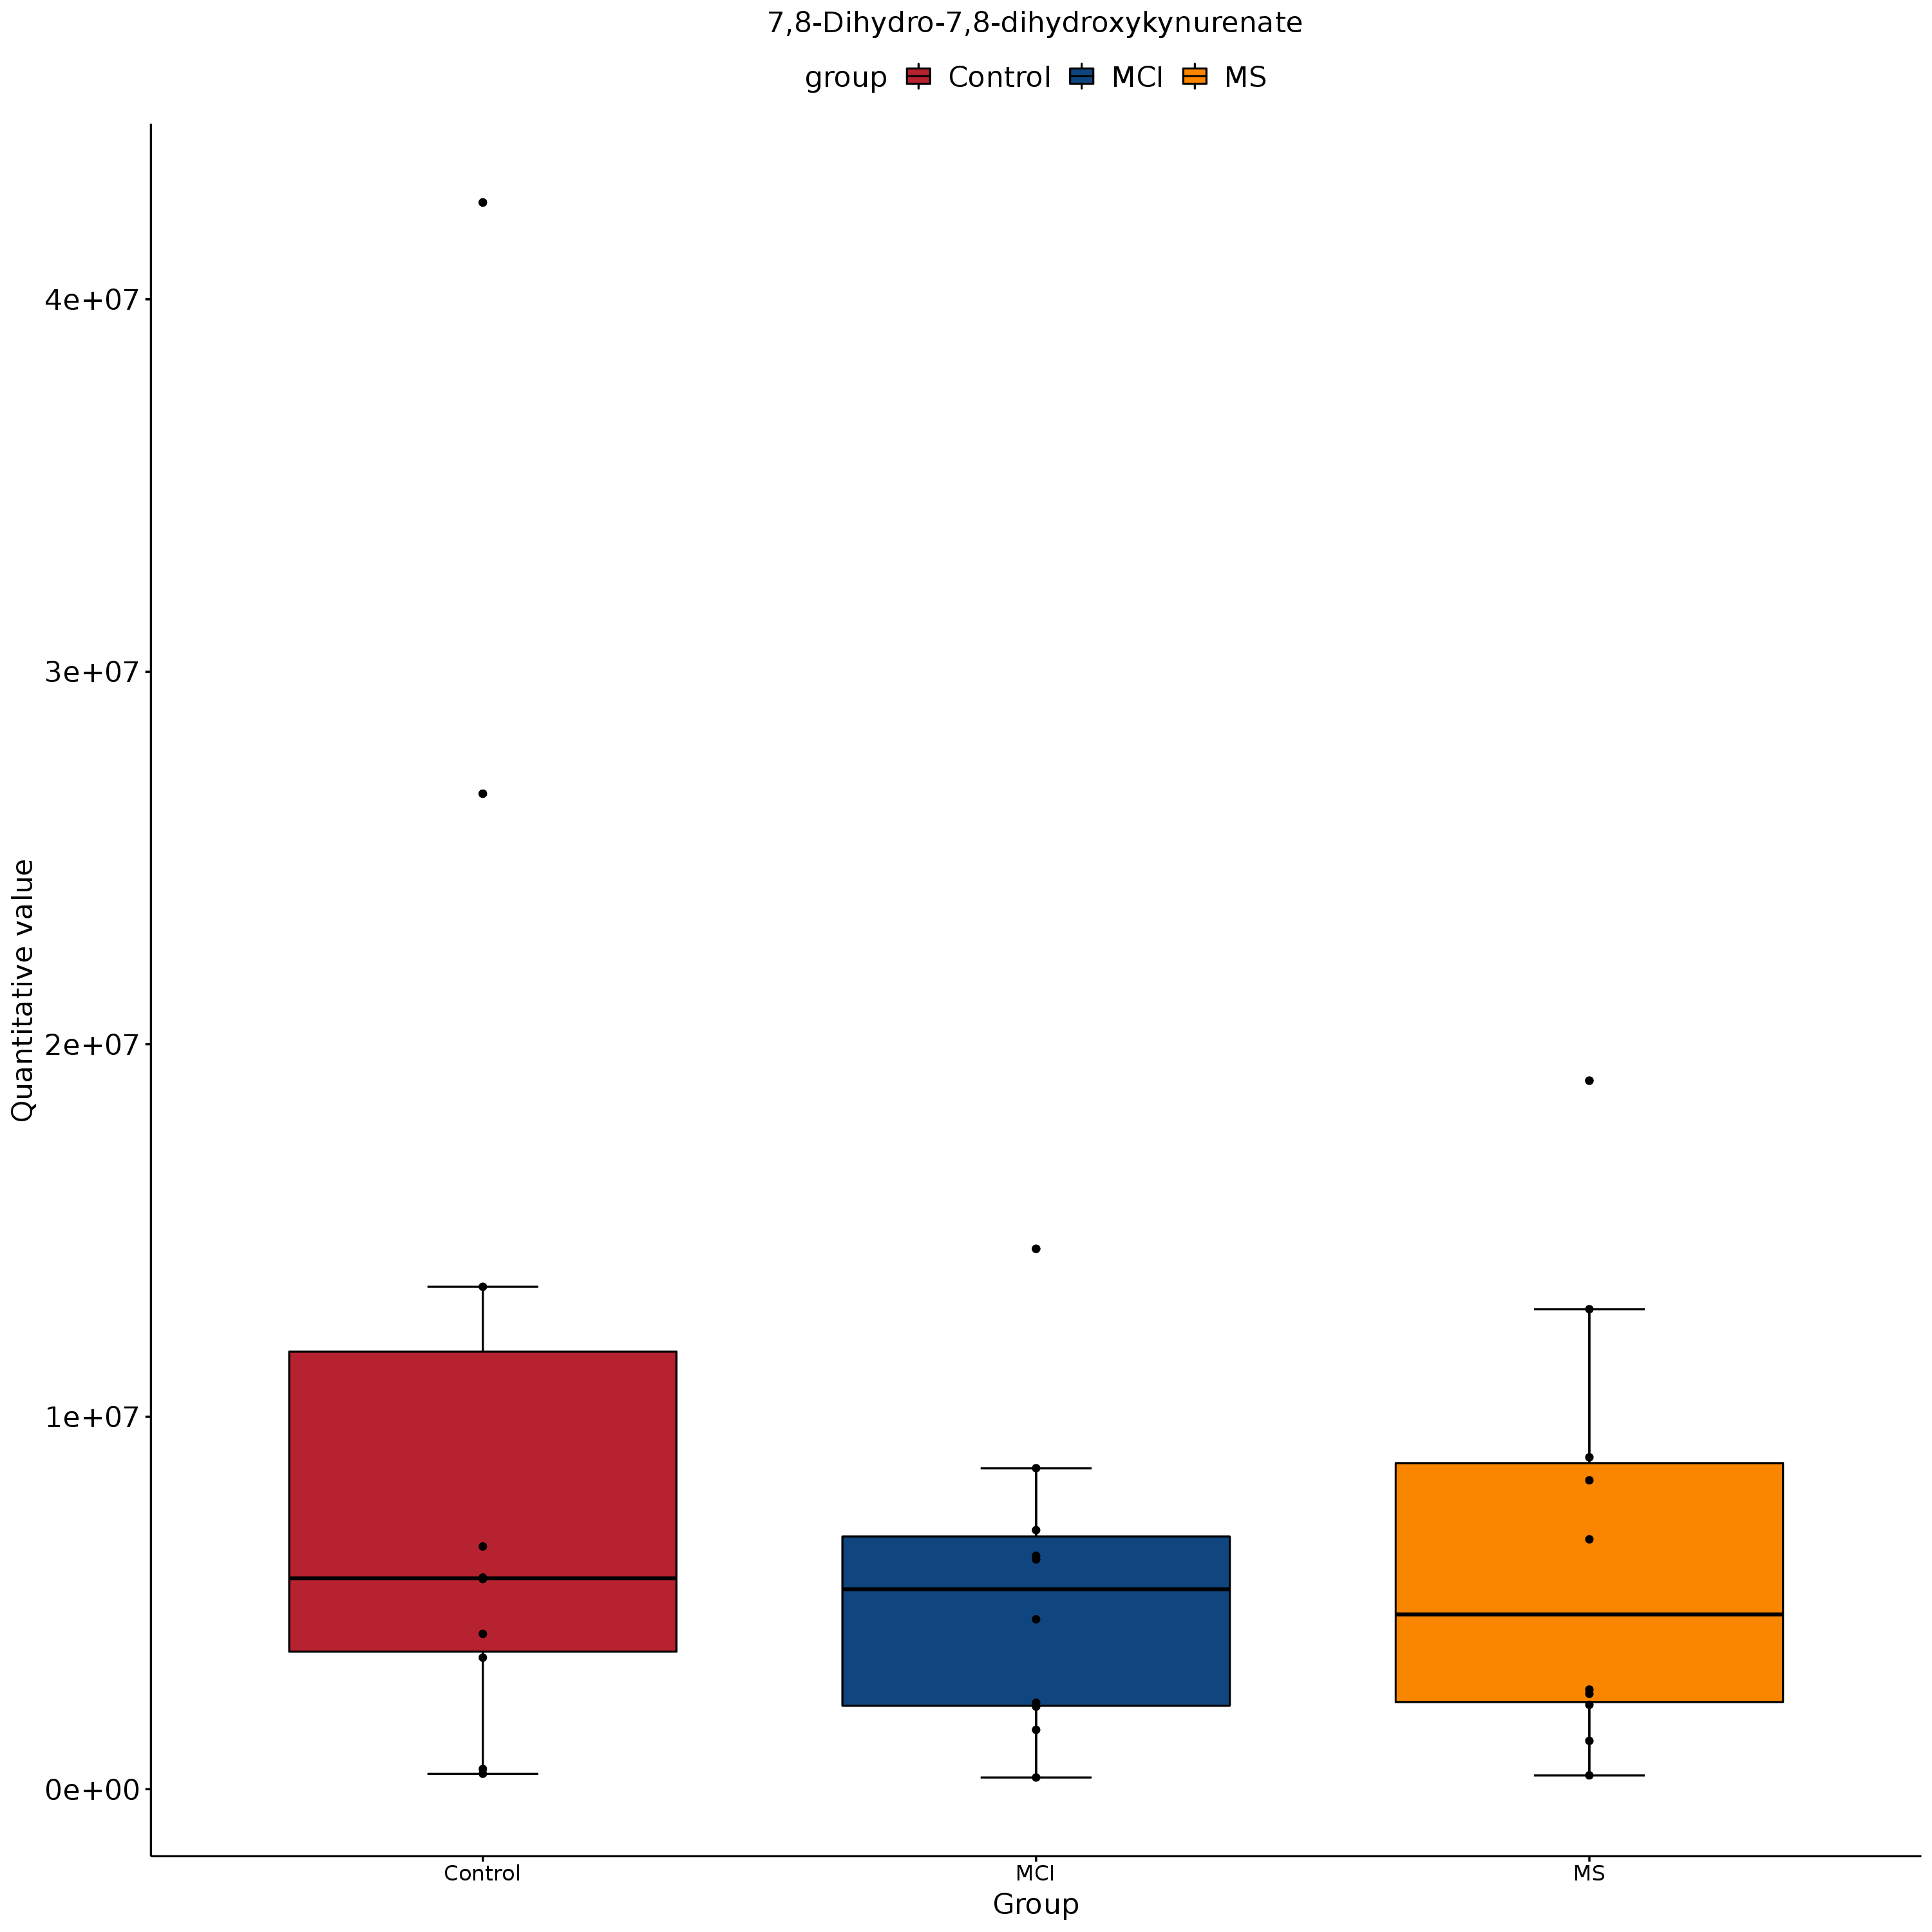 7,8-Dihydro-7,8-dihydroxykynurenate
group Control MCI MS
4e+07
3e+07
2e+07
1e+07
0e+00
Quantitative value
Control MCI MS
Group